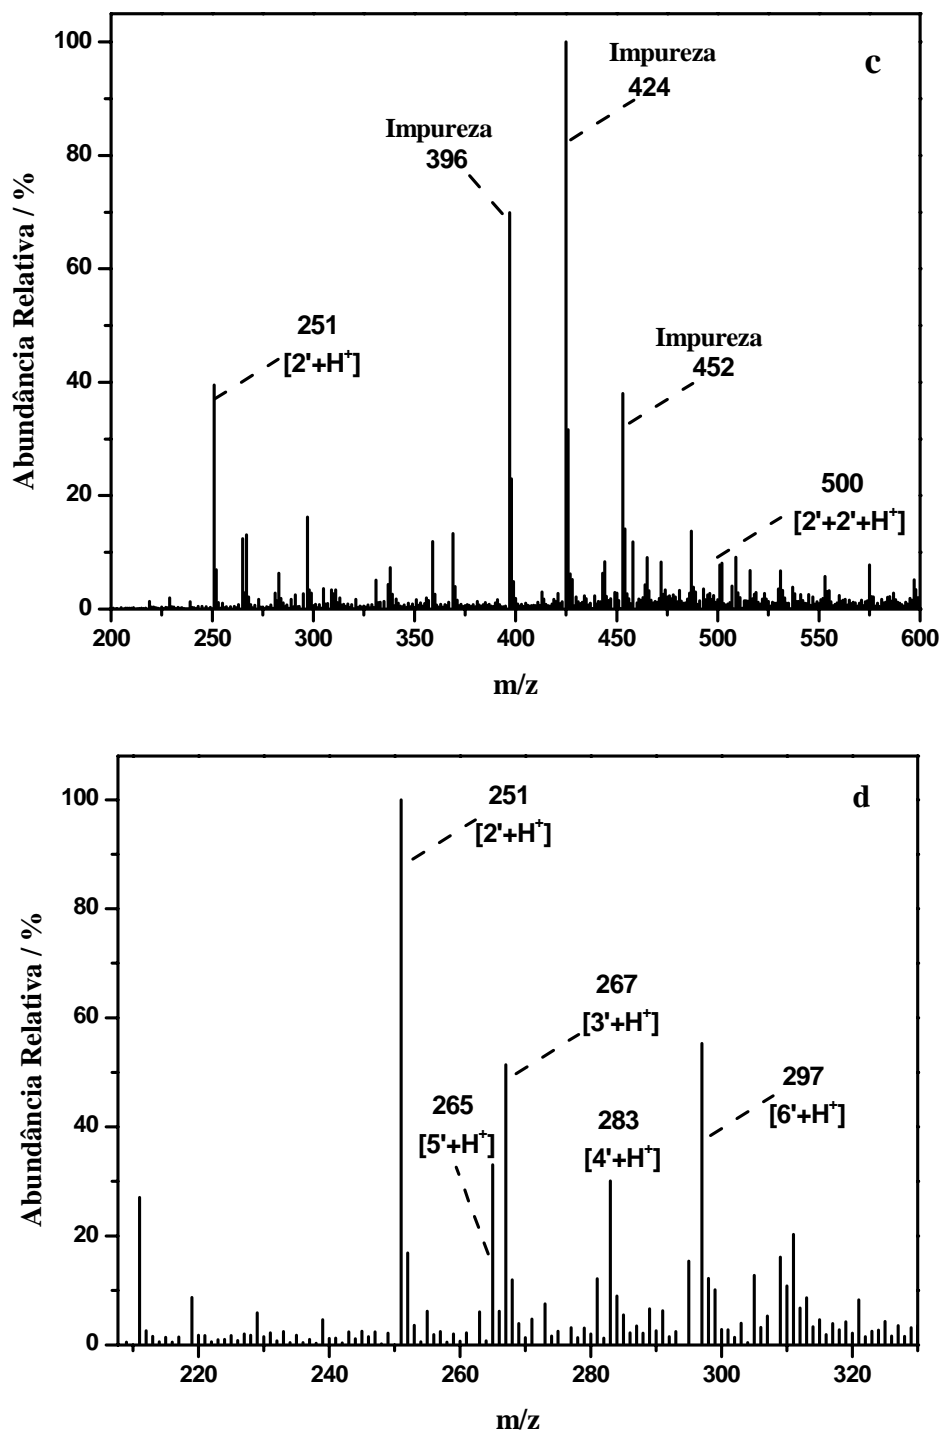 c
Impureza
424
Impureza
396
251
[2'+H+]
Impureza
452
500
[2'+2'+H+]
100
80
60
40
20
0
200 250 300 350 400 450 500 550 600
m/z
Abundância Relativa / %
d
251
[2'+H+]
267
[3'+H+]
265
[5'+H+]
283
[4'+H+]
297
[6'+H+]
100
80
60
40
20
0
220 240 260 280 300 320
m/z
Abundância Relativa / %